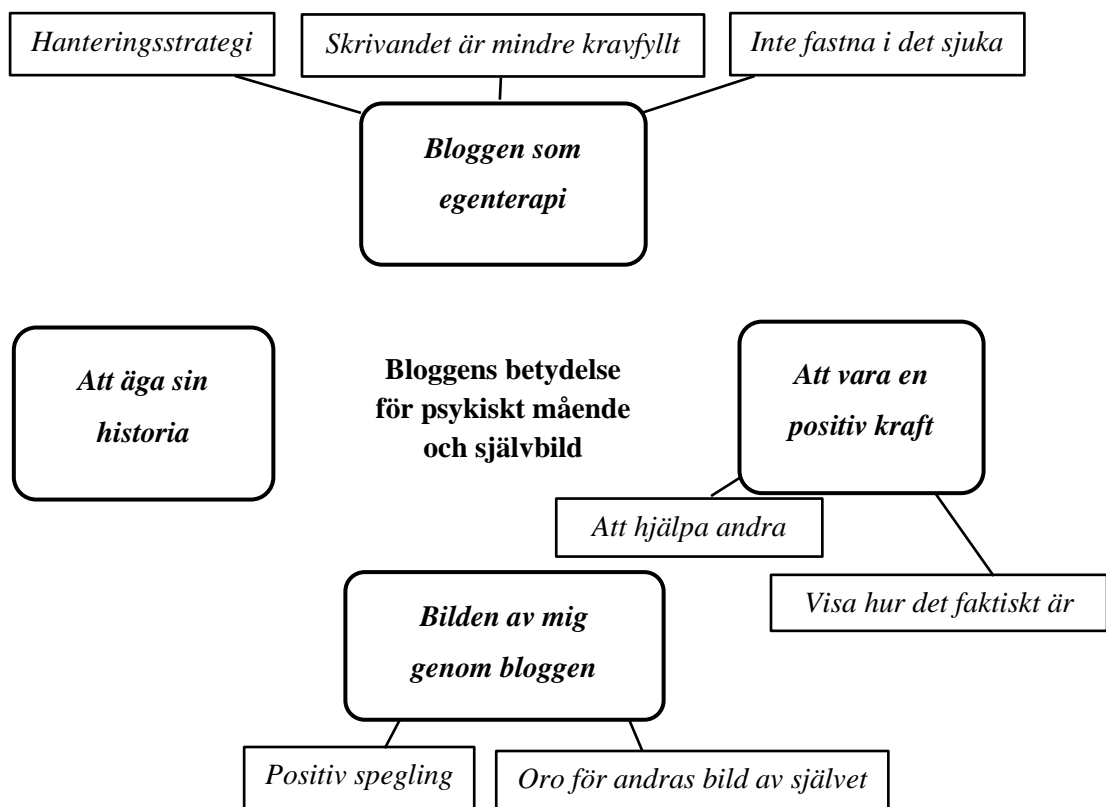 Hanteringsstrategi
Skrivandet är mindre kravfyllt
Inte fastna i det sjuka
Bloggen som
egenterapi
Att äga sin
historia
Bloggens betydelse
för psykiskt mående
och självbild
Att vara en
positiv kraft
Att hjälpa andra
Visa hur det faktiskt är
Bilden av mig
genom bloggen
Positiv spegling
Oro för andras bild av självet